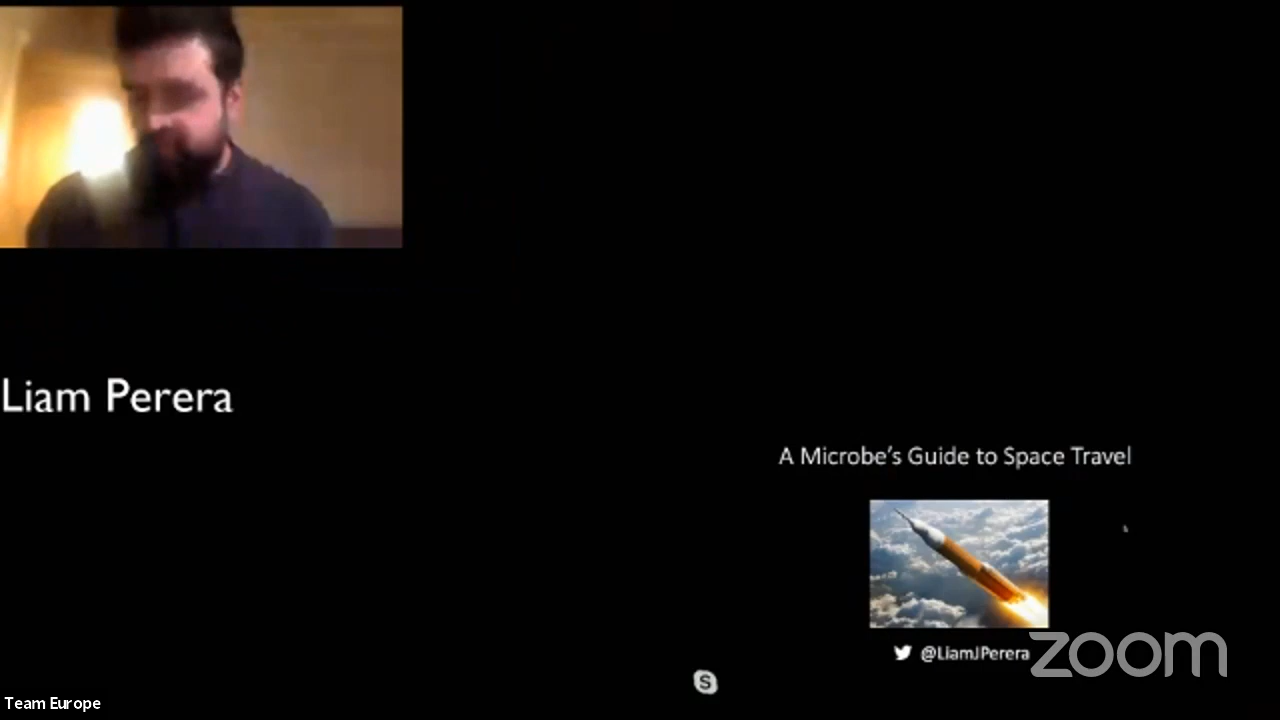 Liam Perera
A Microbe's Guide to Space Travel
@LiamJPerera
zoom
S
Team Europe